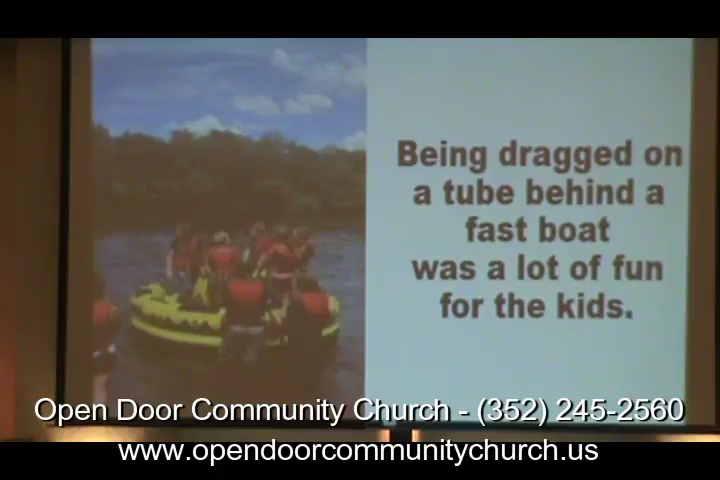 Being dragged on
a tube behind a
fast boat
was a lot of fun
for the kids.
Open Door Community Church - (352) 245-2560
www.opendoorcommunitychurch.us